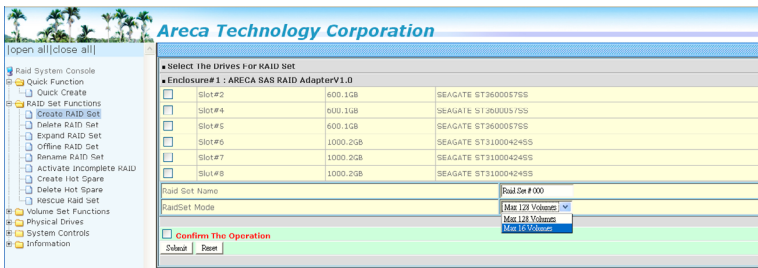 Areca Technology Corporation
|open all|close all|
Raid System Console
Quick Function
Quick Create
RAID Set Functions
Create RAID Set
Delete RAID Set
Expand RAID Set
Offline RAID Set
Rename RAID Set
Activate Incomplete RAID
Create Hot Spare
Delete Hot Spare
Rescue Raid Set
Volume Set Functions
Physical Drives
System Controls
Information
Select The Drives For RAID Set
Enclosure#1 : ARECA SAS RAID AdapterV1.0
Slot#2 600.1GB SEAGATE ST3600057SS
Slot#4 600.1GB SEAGATE ST3600057SS
Slot#5 600.1GB SEAGATE ST3600057SS
Slot#6 1000.2GB SEAGATE ST31000424SS
Slot#7 1000.2GB SEAGATE ST31000424SS
Slot#8 1000.2GB SEAGATE ST31000424SS
Raid Set Name Raid Set # 000
RaidSet Mode Max 128 Volumes
Max 128 Volumes
Max 16 Volumes
Confirm The Operation
Submit Reset